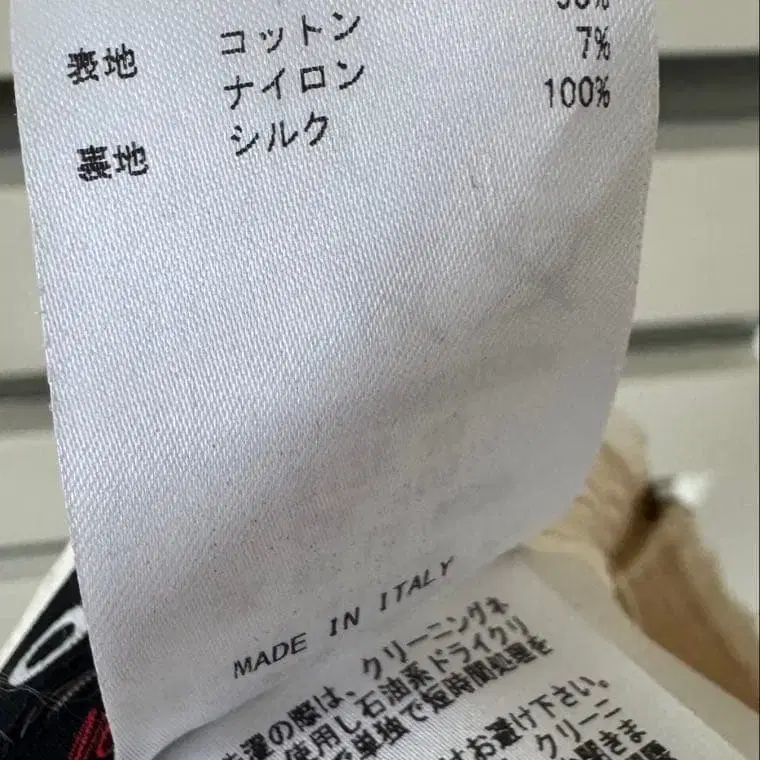 表地 コットン
ナイロン 7%
裏地 シルク 100%
MADE IN ITALY
の際は、クリーニングネ
使用し石油系ドライクリ
で単独で短時間処理を
お避け下さい。
クリーニ